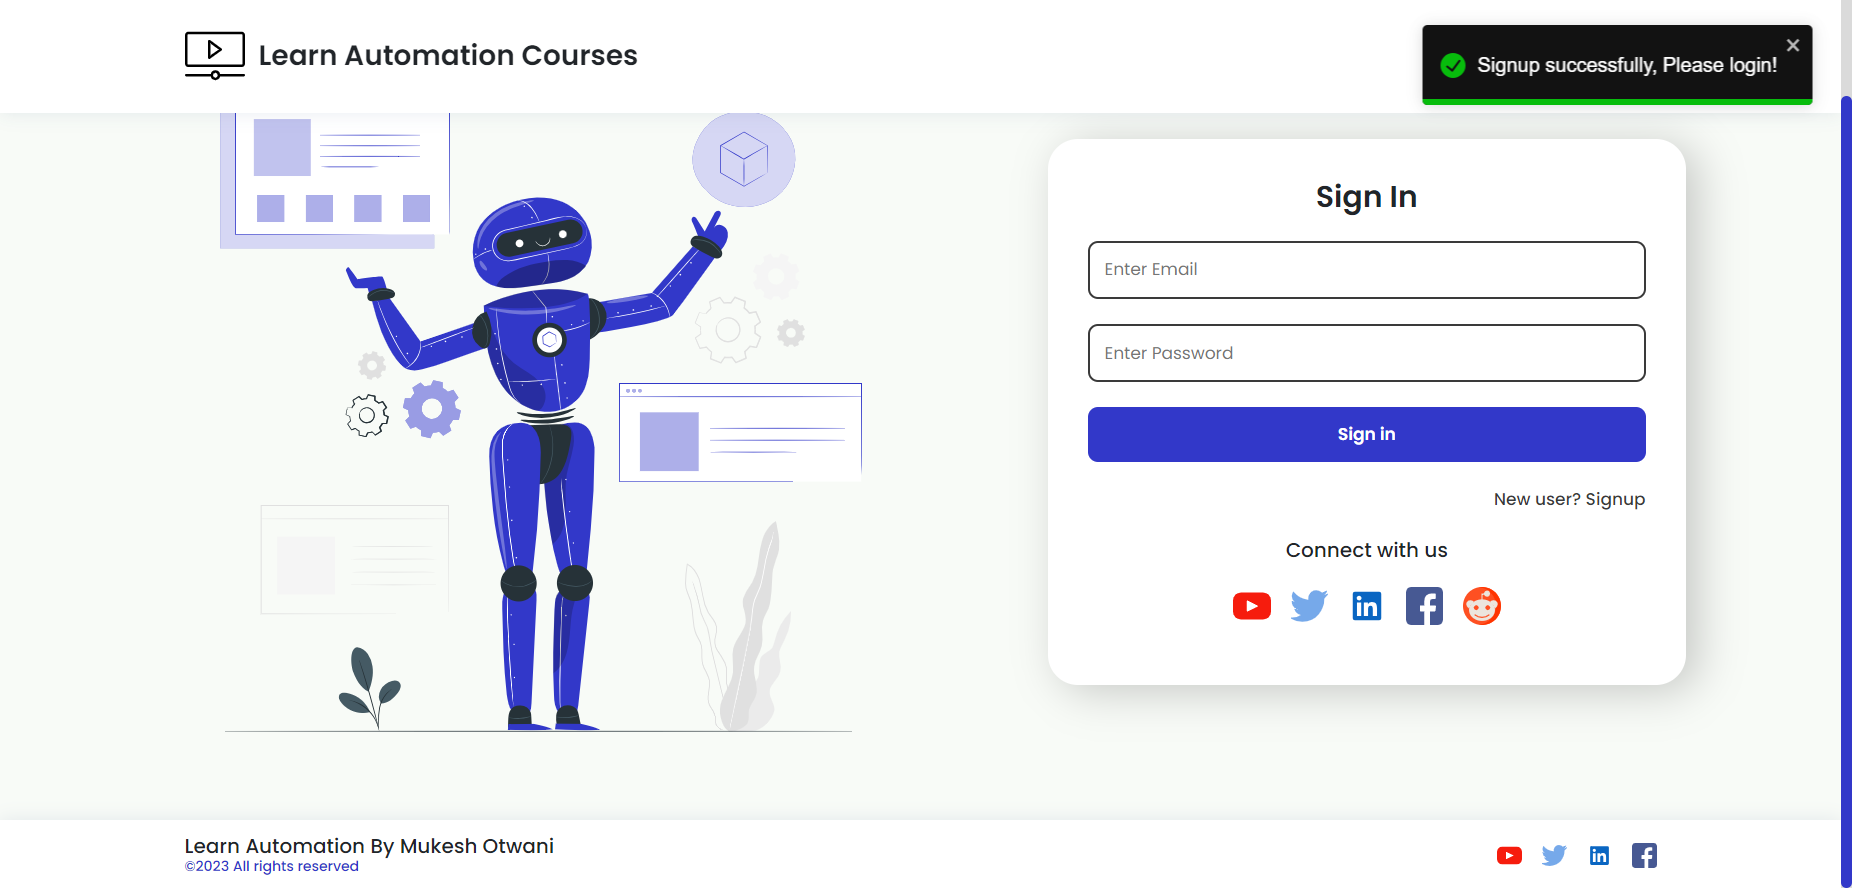 Learn Automation Courses
Signup successfully, Please login!
Sign In
Enter Email
Enter Password
Sign in
New user? Signup
Connect with us
Learn Automation By Mukesh Otwani
©2023 All rights reserved